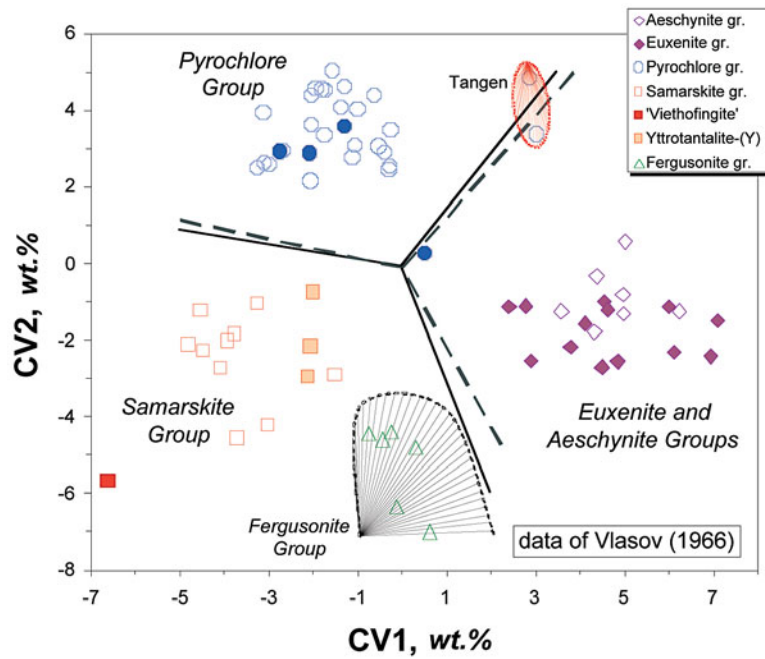 Pyrochlore
Group
Tangen
Aeschynite gr.
Euxenite gr.
Pyrochlore gr.
Samarskite gr.
'Viethofingite'
Yttrotantalite-(Y)
Fergusonite gr.
6
4
2
0
-2
-4
-6
-8
CV2, wt.%
Samarskite
Group
Euxenite and
Aeschynite Groups
Fergusonite
Group
data of Vlasov (1966)
-7
-5
-3
-1
1
3
5
7
CV1, wt.%